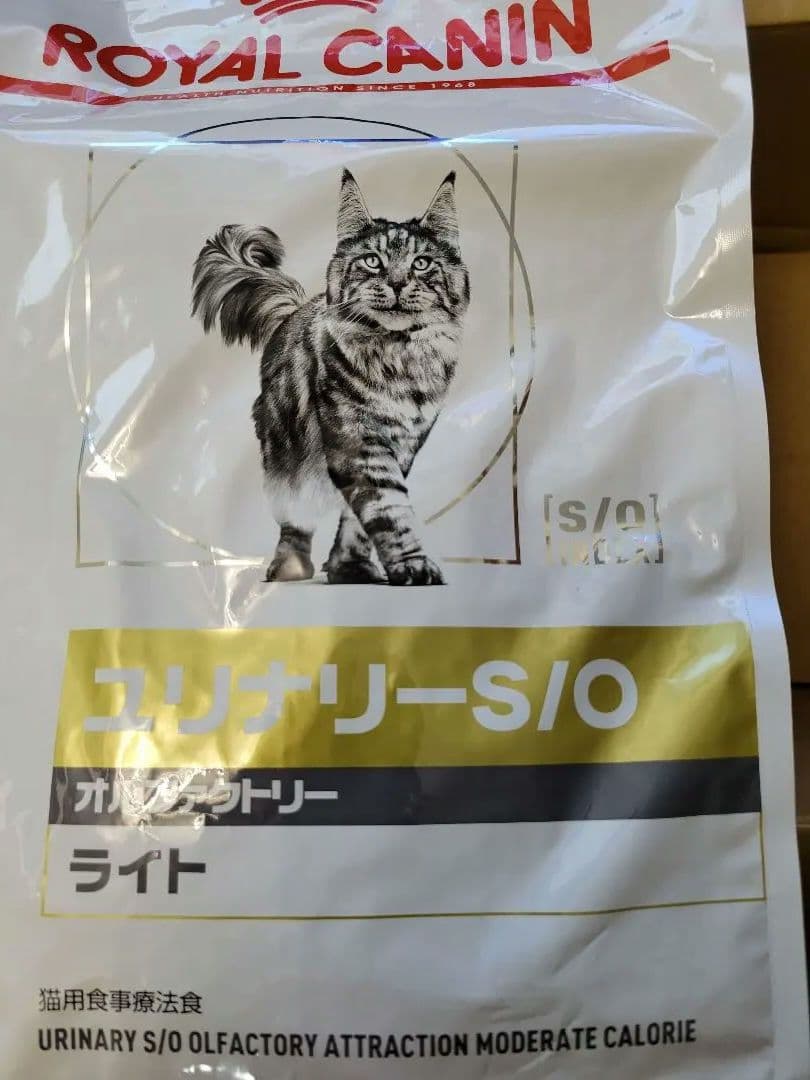 ROYAL CANIN
HEALTH NUTRITION SINCE 1968
[S/O]
INDEX
ユリナリーS/O
オルファクトリー
ライト
猫用食事療法食
URINARY S/O OLFACTORY ATTRACTION MODERATE CALORIE